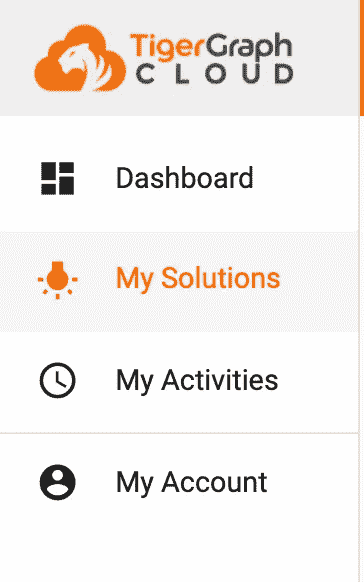 TigerGraph
CLOUD
Dashboard
My Solutions
My Activities
My Account